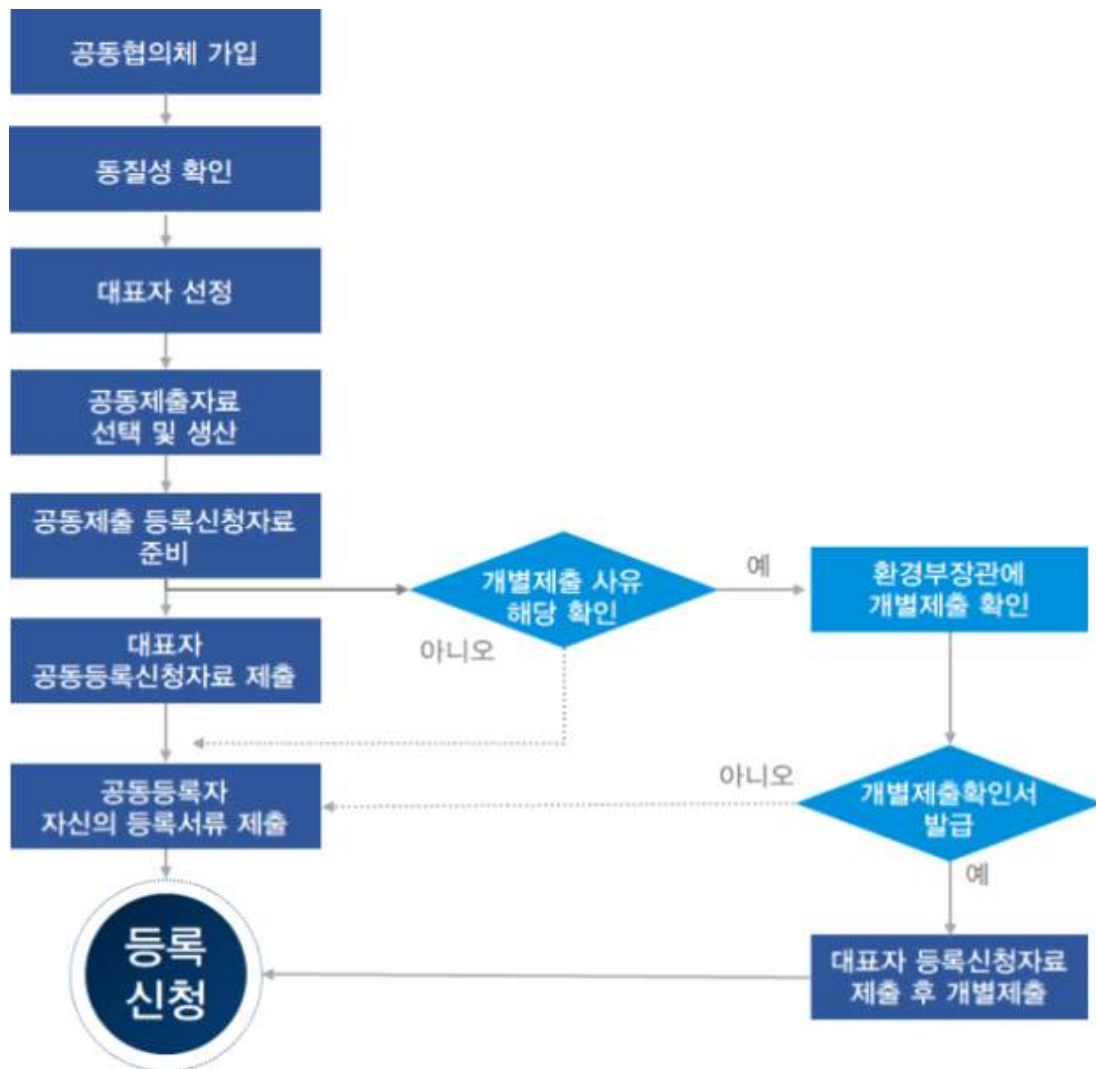 공동협의체 가입
동질성 확인
대표자 선정
공동제출자료
선택 및 생산
공동제출 등록신청자료
준비
개별제출 사유
해당 확인
예
환경부장관에
개별제출 확인
아니오
대표자
공동등록신청자료 제출
공동등록자
자신의 등록서류 제출
아니오
개별제출확인서
발급
예
등록
신청
대표자 등록신청자료
제출 후 개별제출